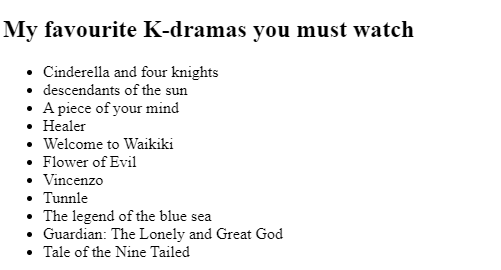 My favourite K-dramas you must watch
Cinderella and four knights
descendants of the sun
A piece of your mind
Healer
Welcome to Waikiki
Flower of Evil
Vincenzo
Tunnle
The legend of the blue sea
Guardian: The Lonely and Great God
Tale of the Nine Tailed